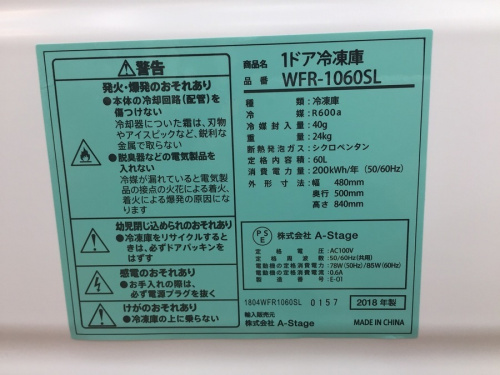 ⚠警告
発火・爆発のおそれあり
●本体の冷却回路（配管）を
傷つけない
冷却器についた霜は、刃物
やアイスピックなど、鋭利な
金属で取らない
●脱臭器などの電気製品を
入れない
冷媒が漏れていると電気製
品の接点の火花による着火、
着火による爆発の原因にな
ります
幼児閉じ込められのおそれあり
●冷凍庫をリサイクルすると
きは、必ずドアパッキンを
はずす
感電のおそれあり
●お手入れの際は、
必ず電源プラグを抜く
けがのおそれあり
●冷凍庫の上に乗らない
商品名 1ドア冷凍庫
品番 WFR-1060SL
種類：冷凍庫
冷媒：R600a
冷媒封入量：40g
重量：24kg
断熱発泡ガス：シクロペンタン
定格内容積：60L
消費電力量：200kWh/年（50/60Hz）
外形寸法：幅 480mm
奥行 500mm
高さ 840mm
PSE 株式会社 A-Stage
定格電圧：AC100V
定格周波数：50/60Hz（共用）
電動機の定格消費電力：78W(50Hz)/85W(60Hz)
電動機の定格消費電流：0.6A
製造番号：E-01
1804WFR1060SL 0157 2018年製
輸入販売元
株式会社 A-Stage MADE IN CHINA